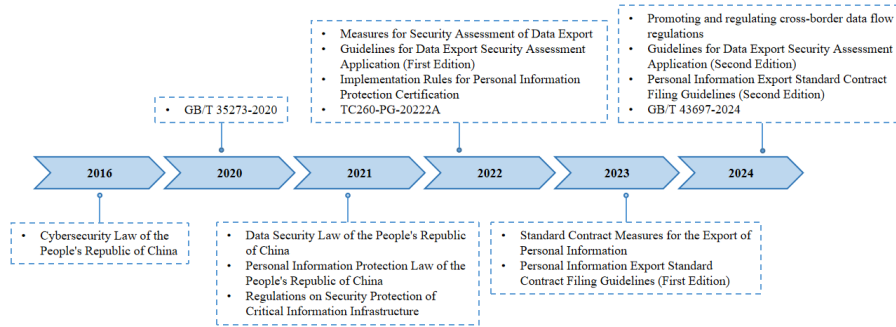 • Measures for Security Assessment of Data Export
• Guidelines for Data Export Security Assessment
Application (First Edition)
• Implementation Rules for Personal Information
Protection Certification
• TC260-PG-20222A
• Promoting and regulating cross-border data flow
regulations
• Guidelines for Data Export Security Assessment
Application (Second Edition)
• Personal Information Export Standard Contract
Filing Guidelines (Second Edition)
• GB/T 43697-2024
• GB/T 35273-2020
2016
2020
2021
2022
2023
2024
• Cybersecurity Law of the
People's Republic of China
• Data Security Law of the People's Republic
of China
• Personal Information Protection Law of the
People's Republic of China
• Regulations on Security Protection of
Critical Information Infrastructure
• Standard Contract Measures for the Export of
Personal Information
• Personal Information Export Standard
Contract Filing Guidelines (First Edition)